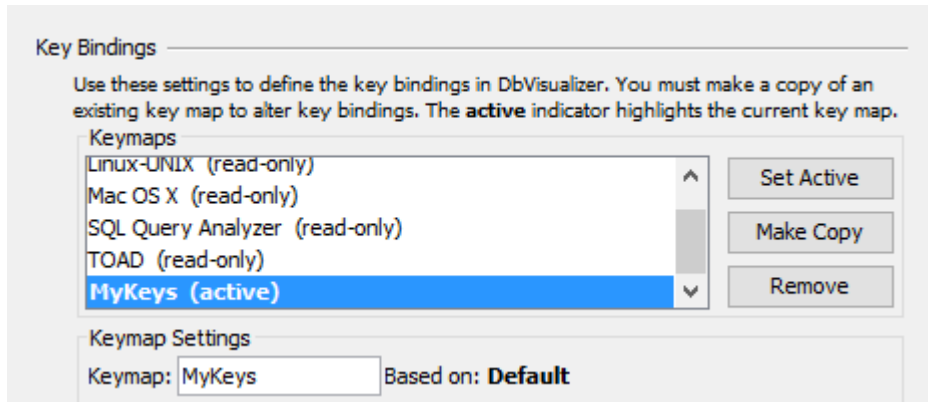 Key Bindings
Use these settings to define the key bindings in DbVisualizer. You must make a copy of an
existing key map to alter key bindings. The active indicator highlights the current key map.
Keymaps
Linux-UNIX (read-only)
Mac OS X (read-only)
SQL Query Analyzer (read-only)
TOAD (read-only)
MyKeys (active)
Set Active
Make Copy
Remove
Keymap Settings
Keymap: MyKeys Based on: Default